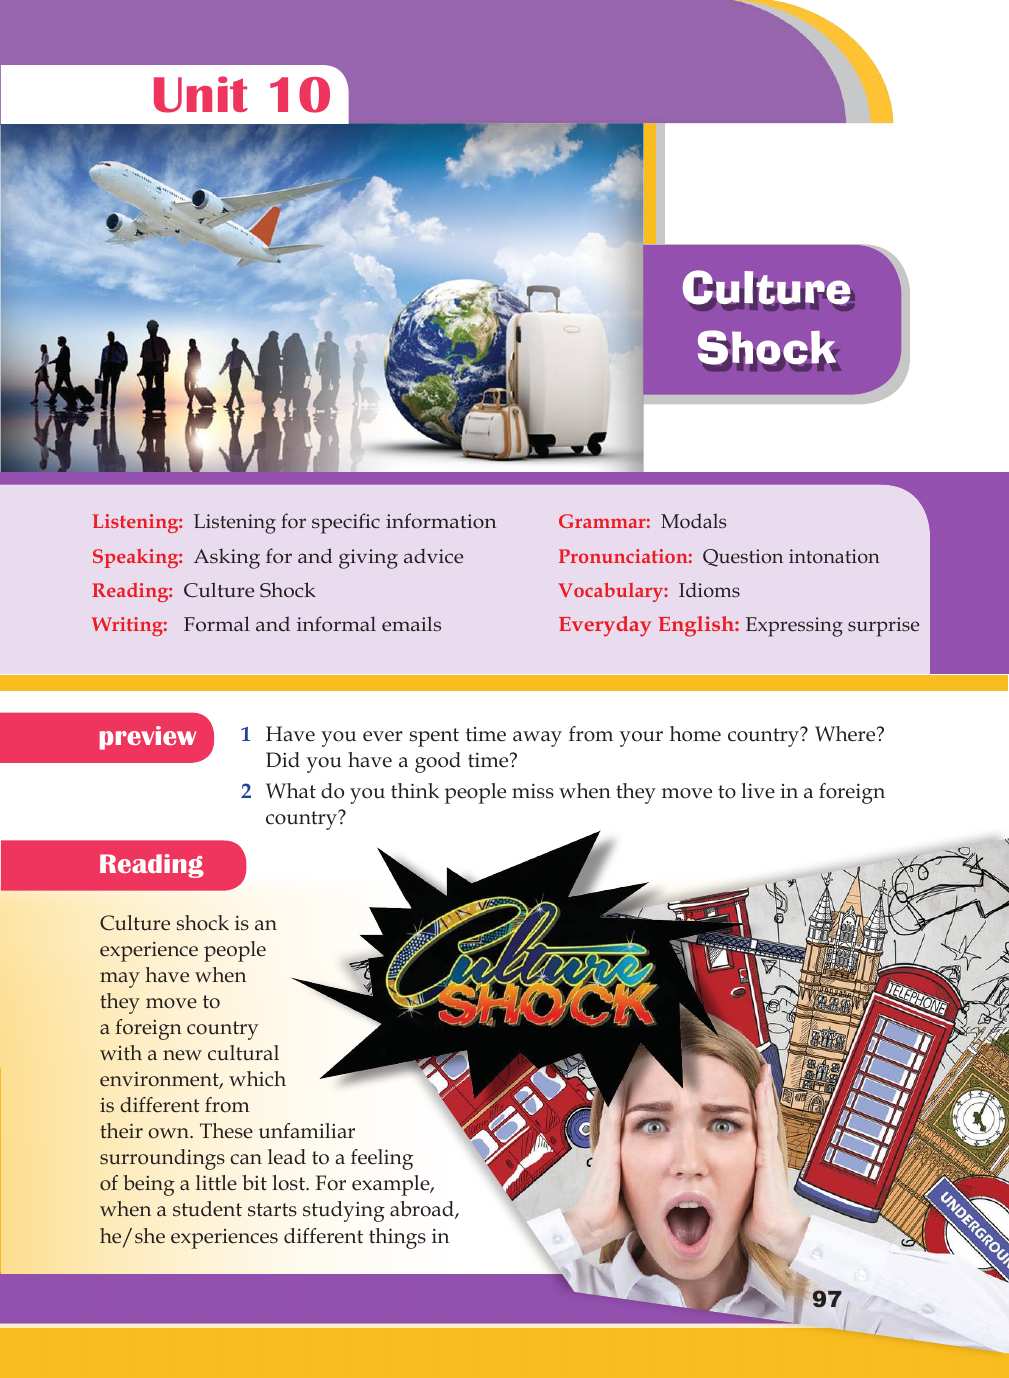 Unit 10
Culture
Shock
Listening: Listening for specific information
Speaking: Asking for and giving advice
Reading: Culture Shock
Writing: Formal and informal emails
Grammar: Modals
Pronunciation: Question intonation
Vocabulary: Idioms
Everyday English: Expressing surprise
preview
1 Have you ever spent time away from your home country? Where?
Did you have a good time?
2 What do you think people miss when they move to live in a foreign
country?
Reading
Culture shock is an
experience people
may have when
they move to
a foreign country
with a new cultural
environment, which
is different from
their own. These unfamiliar
surroundings can lead to a feeling
of being a little bit lost. For example,
when a student starts studying abroad,
he/she experiences different things in
Culture
SHOCK
TELEPHONE
97